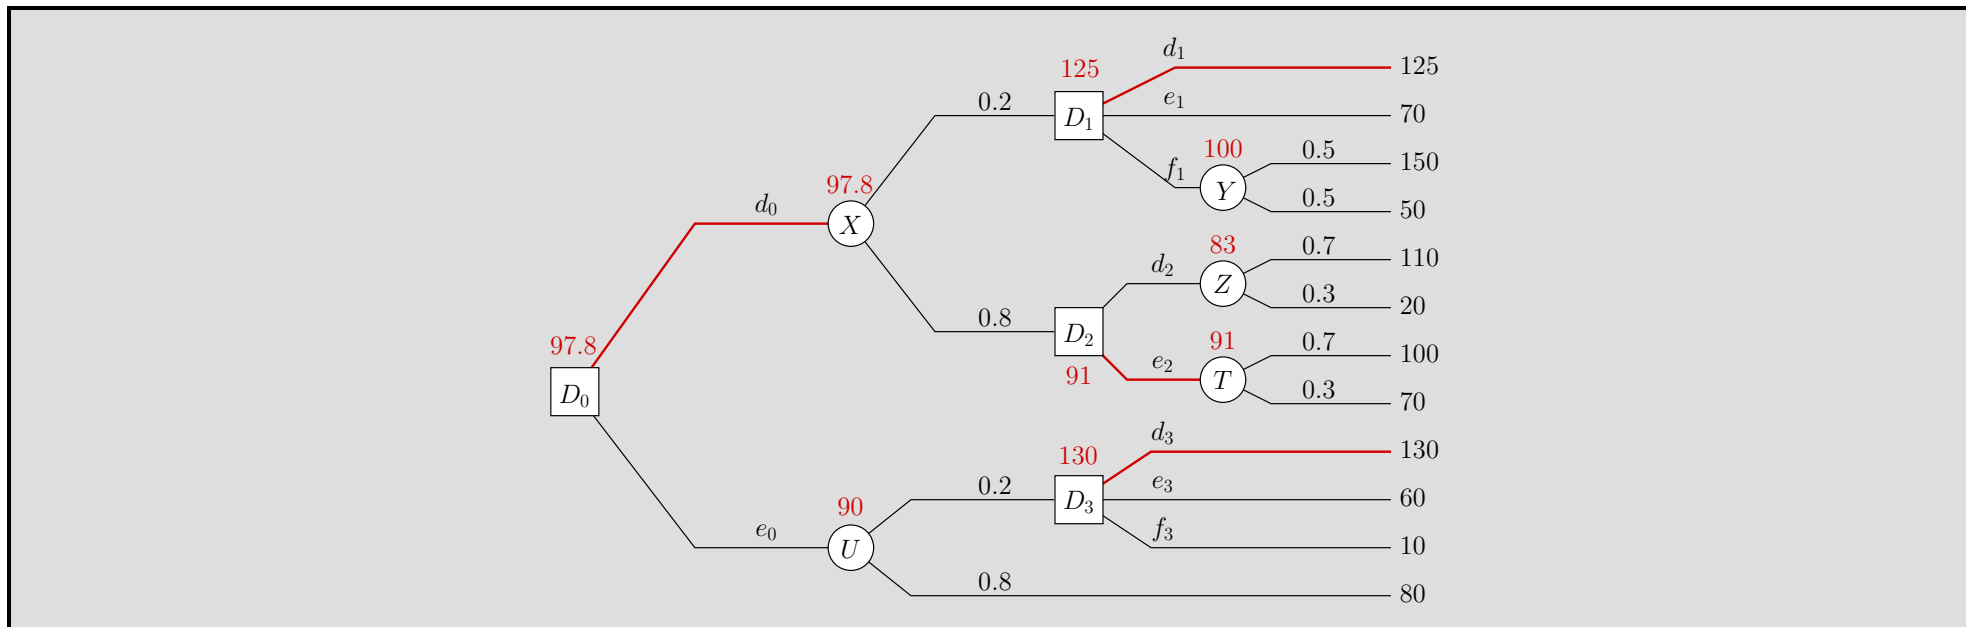 d₁
125 125
0.2 e₁
D₁ 70
100 0.5 150
f₁ Y
97.8 0.5 50
d₀
X 83 0.7 110
d₂ Z
0.3 20
0.8
D₂ 91 0.7 100
97.8 e₂ T
91 0.3 70
D₀
d₃
130 130
0.2 e₃
D₃ 60
90 f₃
e₀ U 10
0.8 80